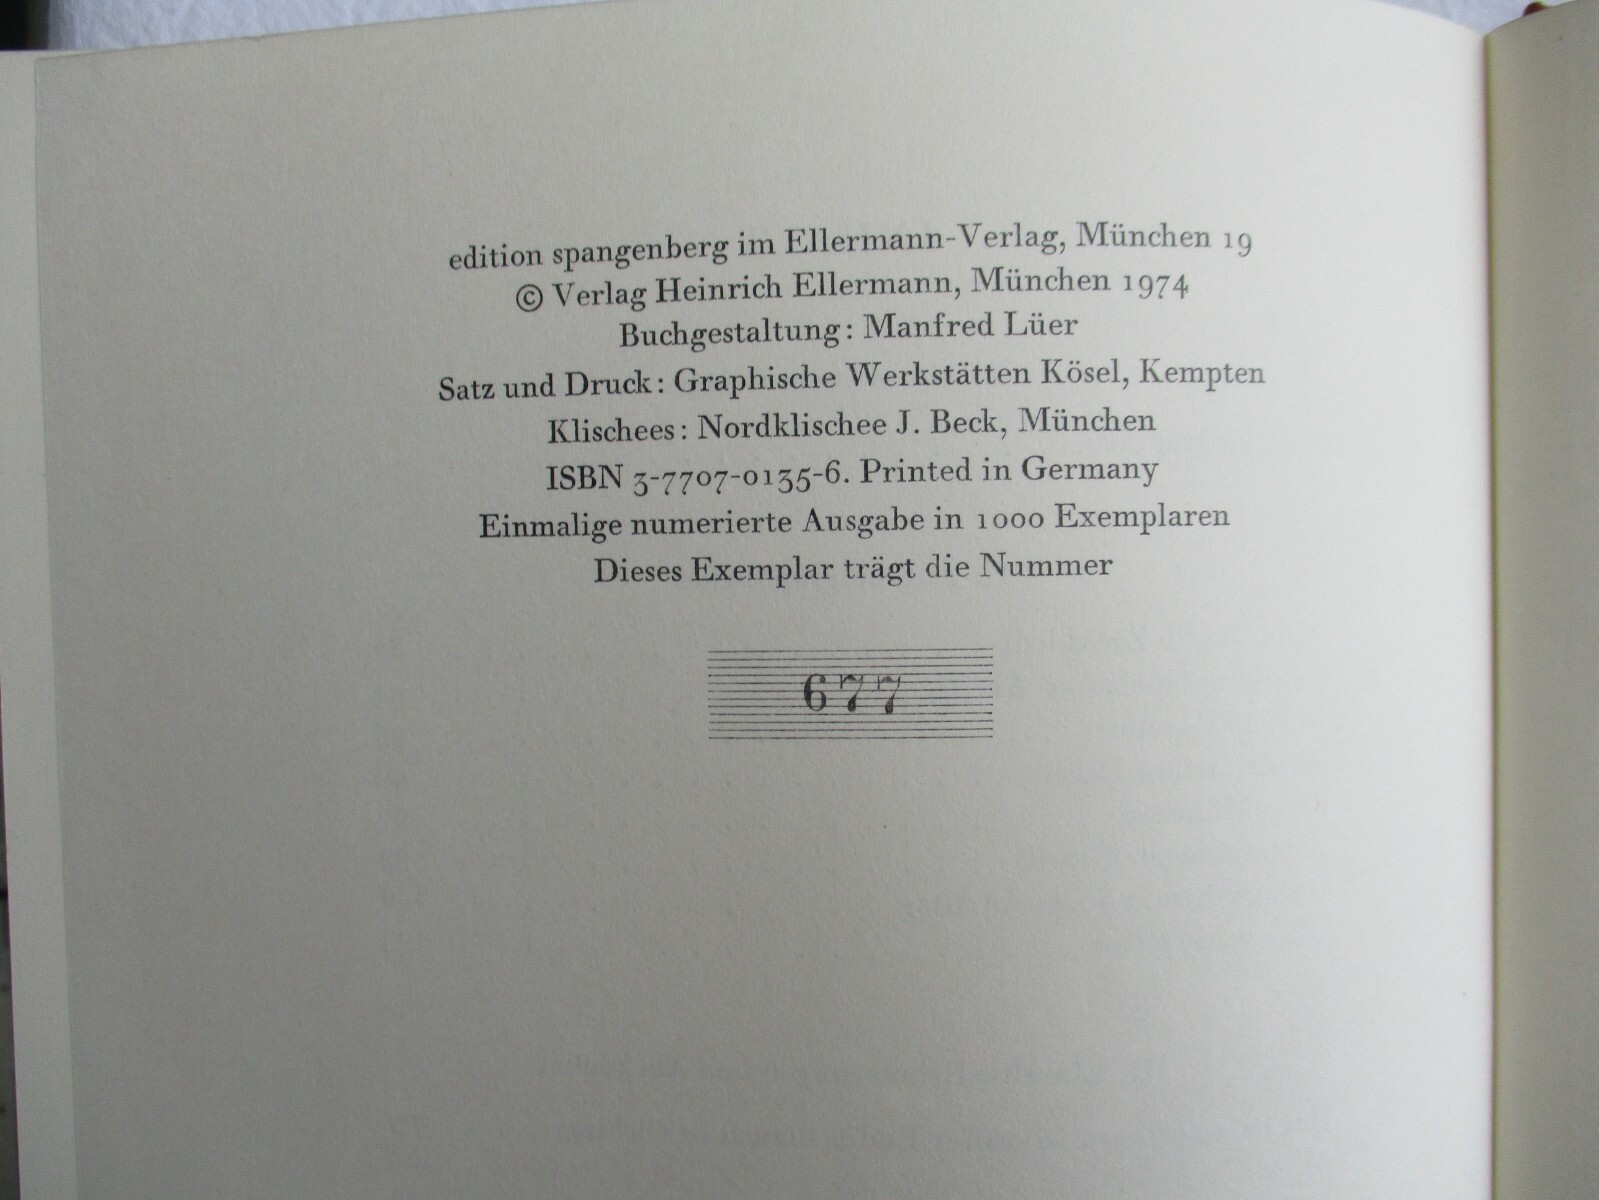 edition spangenberg im Ellermann-Verlag, München 19
© Verlag Heinrich Ellermann, München 1974
Buchgestaltung: Manfred Lüer
Satz und Druck: Graphische Werkstätten Kösel, Kempten
Klischees: Nordklischee J. Beck, München
ISBN 3-7707-0135-6. Printed in Germany
Einmalige numerierte Ausgabe in 1000 Exemplaren
Dieses Exemplar trägt die Nummer
677